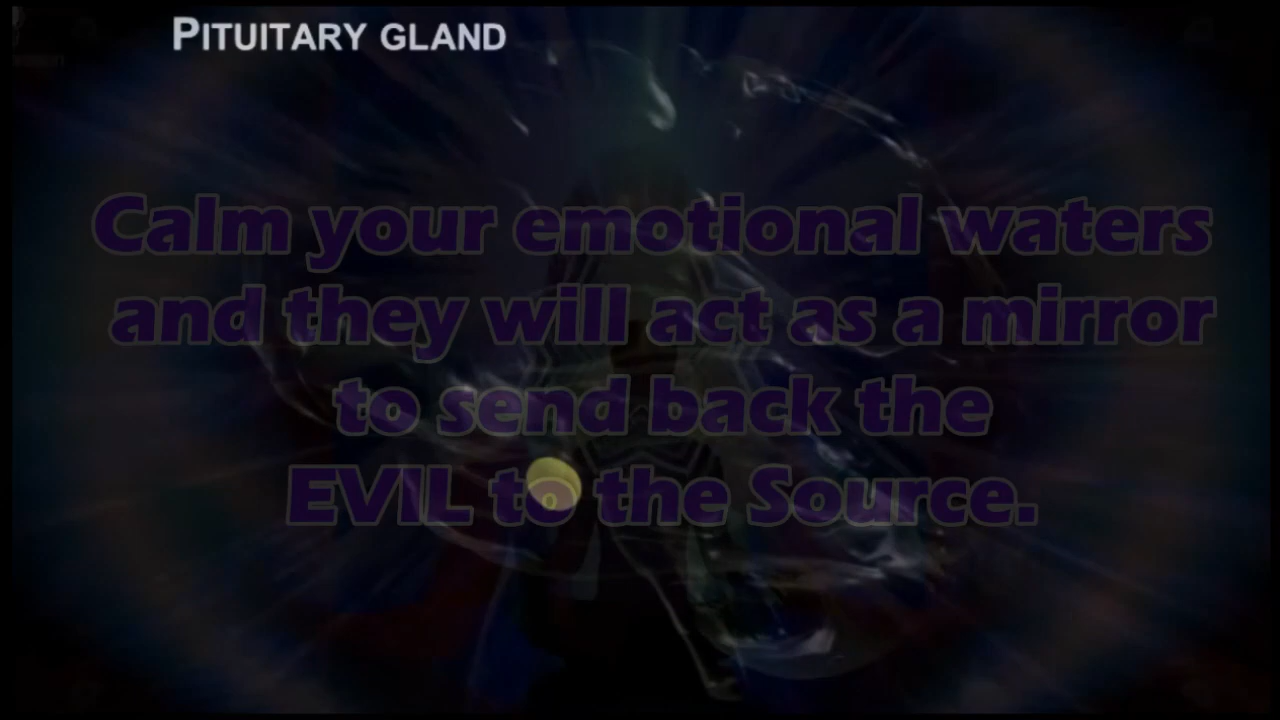 PITUITARY GLAND
Calm your emotional waters
and they will act as a mirror
to send back the
EVIL to the Source.